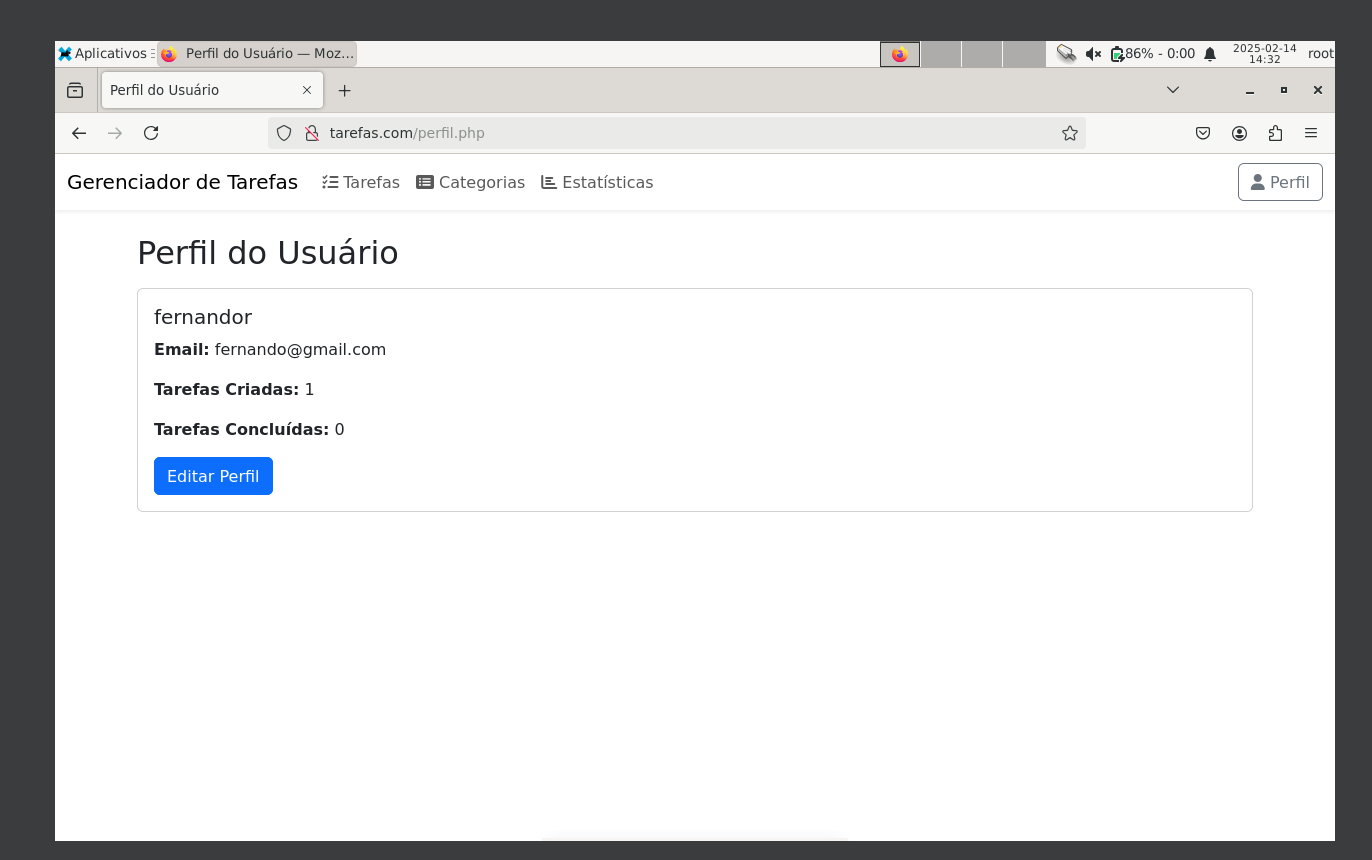 Aplicativos
Perfil do Usuário — Moz...
86% - 0:00
2025-02-14
14:32
root
Perfil do Usuário
tarefas.com/perfil.php
Gerenciador de Tarefas
Tarefas
Categorias
Estatísticas
Perfil
Perfil do Usuário
fernandor
Email: fernando@gmail.com
Tarefas Criadas: 1
Tarefas Concluídas: 0
Editar Perfil